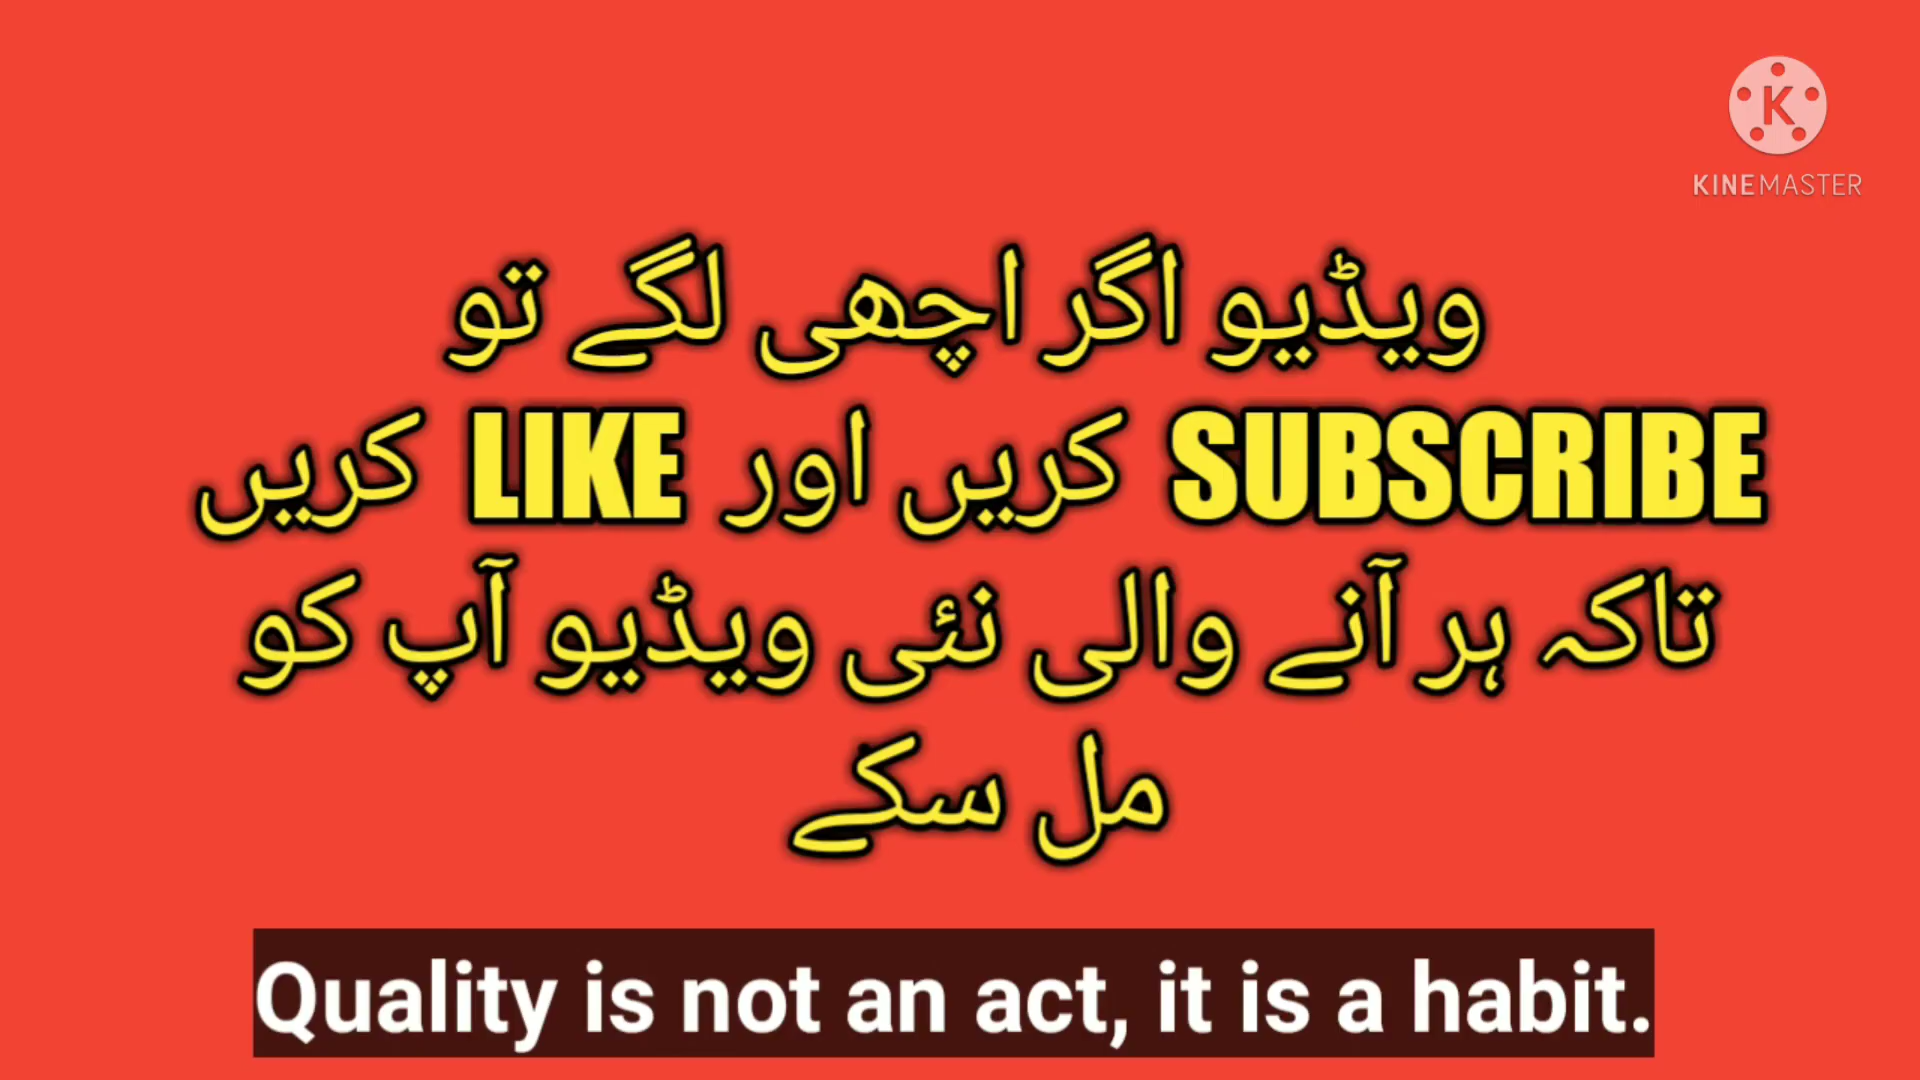 K
KINEMASTER
ویڈیو اگر اچھی لگے تو
SUBSCRIBE کریں اور LIKE کریں
تاکہ ہر آنے والی نئی ویڈیو آپ کو
مل سکے
Quality is not an act, it is a habit.